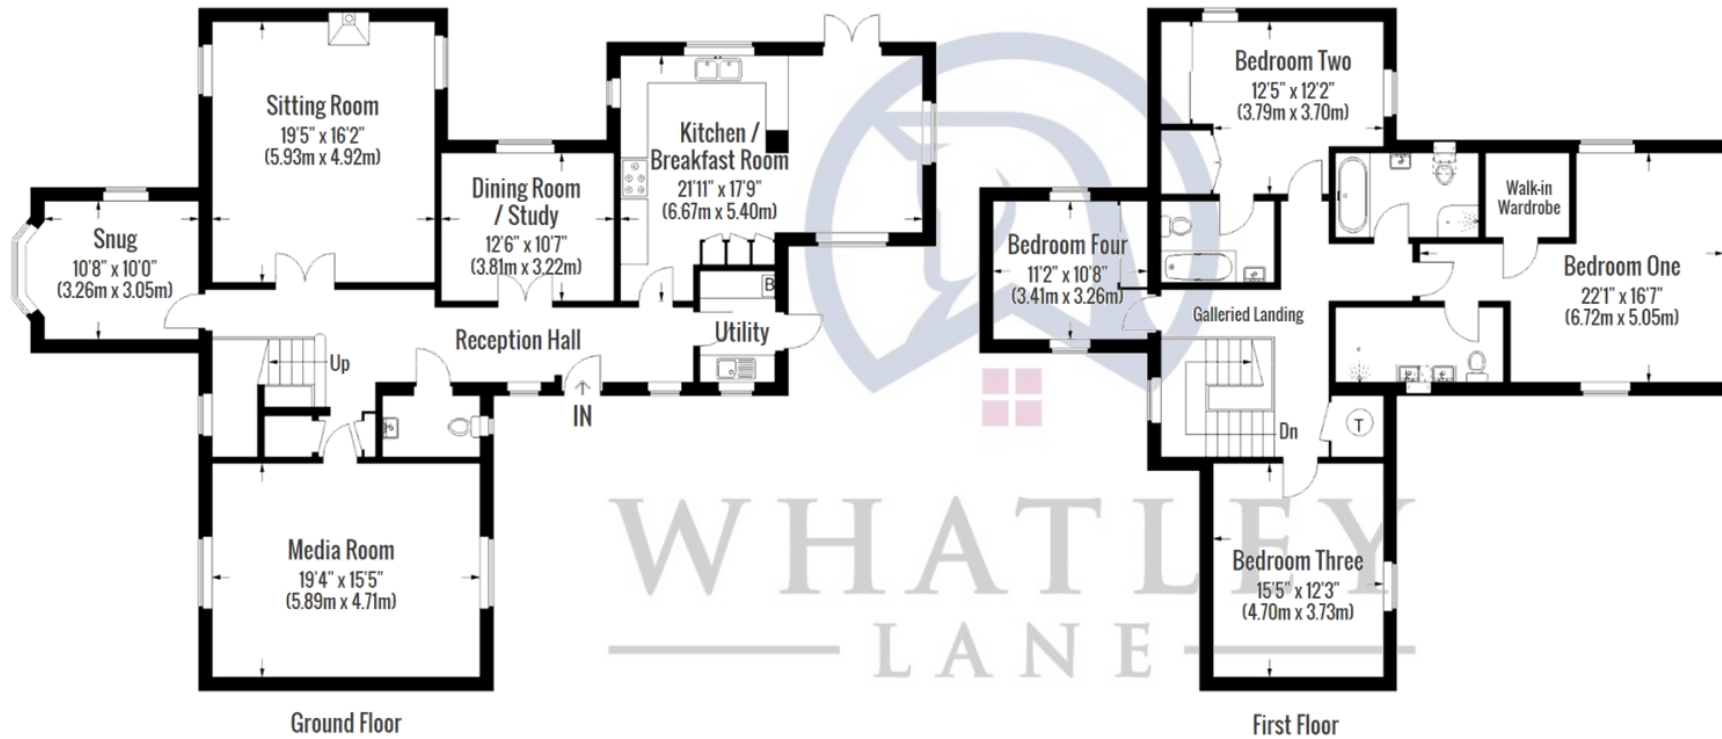 Sitting Room
19'5" x 16'2"
(5.93m x 4.92m)
Snug
10'8" x 10'0"
(3.26m x 3.05m)
Dining Room
/ Study
12'6" x 10'7"
(3.81m x 3.22m)
Kitchen /
Breakfast Room
21'11" x 17'9"
(6.67m x 5.40m)
B
Utility
Reception Hall
Up
IN
Media Room
19'4" x 15'5"
(5.89m x 4.71m)
Ground Floor
Bedroom Two
12'5" x 12'2"
(3.79m x 3.70m)
Walk-in
Wardrobe
Bedroom Four
11'2" x 10'8"
(3.41m x 3.26m)
Bedroom One
22'1" x 16'7"
(6.72m x 5.05m)
Galleried Landing
Dn
T
Bedroom Three
15'5" x 12'3"
(4.70m x 3.73m)
First Floor
WHATLEY
LANE